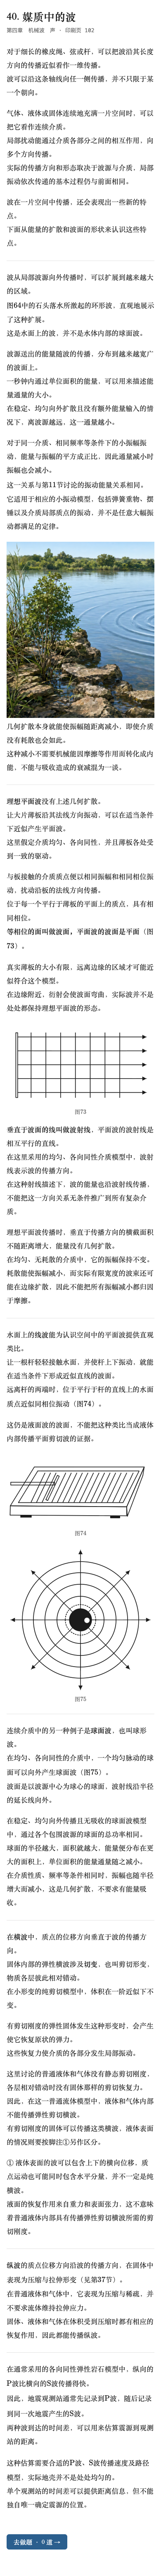 40. 媒质中的波
第四章 机械波 声 · 印刷页 182
对于细长的橡皮绳、弦或杆，可以把波沿其长度
方向的传播近似看作一维传播。
波可以沿这条轴线向任一侧传播，并不只限于某
一个朝向。
气体、液体或固体连续地充满一片空间时，可以
把它看作连续介质。
局部扰动能通过介质各部分之间的相互作用，向
多个方向传播。
实际的传播方向和形态取决于波源与介质，局部
振动依次传递的基本过程仍与前面相同。
波在一片空间中传播，还会表现出一些新的特
点。
下面从能量的扩散和波面的形状来认识这些特
点。
波从局部波源向外传播时，可以扩展到越来越大
的区域。
图64中的石头落水所激起的环形波，直观地展示
了这种扩展。
这是水面上的波，并不是水体内部的球面波。
波源送出的能量随波的传播，分布到越来越宽广
的波面上。
一秒钟内通过单位面积的能量，可以用来描述能
量通量的大小。
在稳定、均匀向外扩散且没有额外能量输入的情
况下，离波源越远，这一通量越小。
对于同一介质、相同频率等条件下的小振幅振
动，能量与振幅的平方成正比，因此通量减小时
振幅也会减小。
这一关系与第11节讨论的振动能量关系相同。
它适用于相应的小振动模型，包括弹簧重物、摆
锤以及介质局部质点的振动，并不是任意大幅振
动都满足的定律。
几何扩散本身就能使振幅随距离减小，即使介质
没有耗散也会如此。
这种减小不需要机械能因摩擦等作用而转化成内
能，不能与吸收造成的衰减混为一谈。
理想平面波没有上述几何扩散。
让大片薄板沿其法线方向振动，可以在适当条件
下近似产生平面波。
这里假定介质均匀、各向同性，并且薄板各处受
到一致的驱动。
与板接触的介质质点便以相同振幅和相同相位振
动，扰动沿板的法线方向传播。
位于每一个平行于薄板的平面上的质点，具有相
同相位。
等相位的面叫做波面，平面波的波面是平面（图
73）。
真实薄板的大小有限，远离边缘的区域才可能近
似符合这个模型。
在边缘附近，衍射会使波面弯曲，实际波并不是
处处都保持理想平面波的形态。
图73
垂直于波面的线叫做波射线。平面波的波射线是
相互平行的直线。
在这里采用的均匀、各向同性介质模型中，波射
线表示波的传播方向。
在这种射线描述下，波的能量也沿波射线传播，
不能把这一方向关系无条件推广到所有复杂介
质。
理想平面波传播时，垂直于传播方向的横截面积
不随距离增大，能量没有几何扩散。
在均匀、无耗散的介质中，它的振幅保持不变。
耗散能使振幅减小，而实际有限宽度的波束还可
能在边缘扩散，因此不能把所有振幅减小都归因
于摩擦。
水面上的线波能为认识空间中的平面波提供直观
类比。
让一根杆轻轻接触水面，并使杆上下振动，就能
在适当条件下形成近似直线的波面。
远离杆的两端时，位于平行于杆的直线上的水面
质点近似同相位振动（图74）。
这仍是液面波的波面，不能把这种类比当成液体
内部传播平面剪切波的证据。
图74
图75
连续介质中的另一种例子是球面波，也叫球形
波。
在均匀、各向同性的介质中，一个均匀脉动的球
面可以向外产生球面波（图75）。
波面是以波源中心为球心的球面，波射线沿半径
的延长线向外。
在稳定、均匀向外传播且无吸收的球面波模型
中，通过各个包围波源的球面的总功率相同。
球面的半径越大，面积就越大，能量便分布在更
大的面积上，单位面积的能量通量随之减小。
在介质性质、频率等条件相同时，振幅也随半径
增大而减小，这是几何扩散，不要求有能量吸
收。
在横波中，质点的位移方向垂直于波的传播方
向。
固体内部的弹性横波涉及切变，也叫剪切形变，
物质各层彼此相对错动。
在小形变的纯剪切模型中，体积在一阶近似下不
变。
有剪切刚度的弹性固体发生这种形变时，会产生
使它恢复原状的弹力。
这些恢复力使介质的各部分发生局部振动。
这里讨论的普通液体和气体没有静态剪切刚度，
各层相对错动时没有固体那样的剪切恢复力。
因此，在这一普通流体模型中，液体和气体内部
不能传播弹性剪切横波。
有剪切刚度的固体可以传播这类横波，液体表面
的情况则要按脚注①另作区分。
① 液体表面的波可以包含上下的横向位移，质
点运动也可能同时包含水平分量，并不一定是纯
横波。
液面的恢复作用来自重力和表面张力，这不意味
着普通液体内部具有传播弹性剪切横波所需的剪
切刚度。
纵波的质点位移方向沿波的传播方向，在固体中
表现为压缩与拉伸形变（见第37节）。
在普通液体和气体中，它表现为压缩与稀疏，并
不要求流体维持拉伸应力。
固体、液体和气体在体积受到压缩时都有相应的
恢复作用，因此都能传播纵波。
在通常采用的各向同性弹性岩石模型中，纵向的
P波比横向的S波传播得快。
因此，地震观测站通常先记录到P波，随后记录
到同一次地震产生的S波。
两种波到达的时间差，可以用来估算震源到观测
站的距离。
这种估算需要合适的P波、S波传播速度及路径
模型，实际地壳并不是处处均匀的。
单个观测站的时间差可以提供距离信息，但不能
独自唯一确定震源的位置。
去做题 · 0 道 →